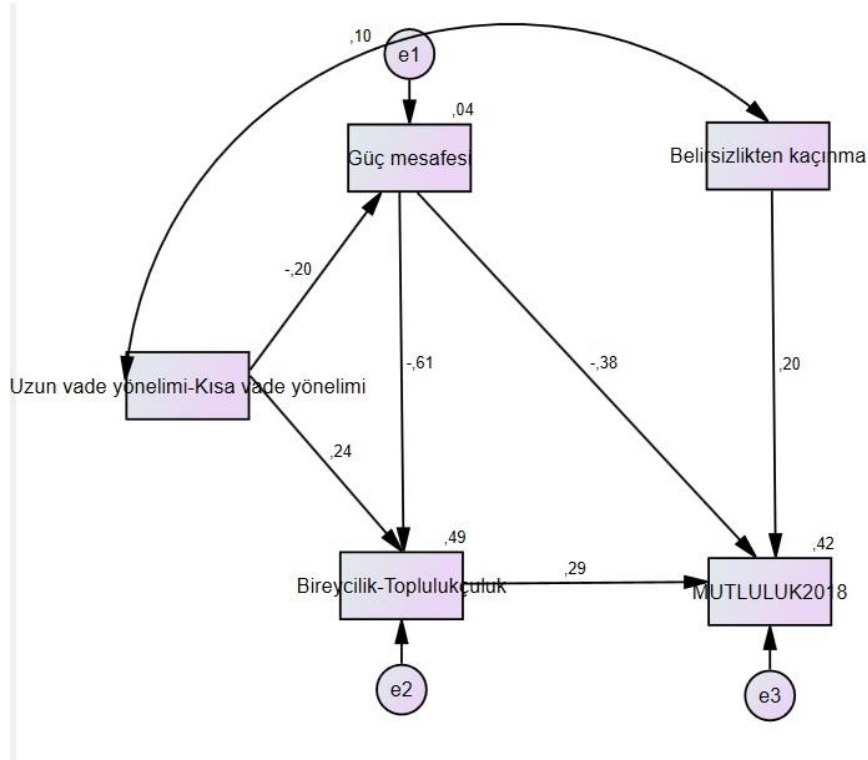 ,10
e1
,04
Güç mesafesi
Belirsizlikten kaçınma
-,20
-,61
-,38
,20
Uzun vade yönelimi-Kısa vade yönelimi
,24
,49
,42
Bireycilik-Toplulukçuluk
,29
MUTLULUK2018
e2
e3